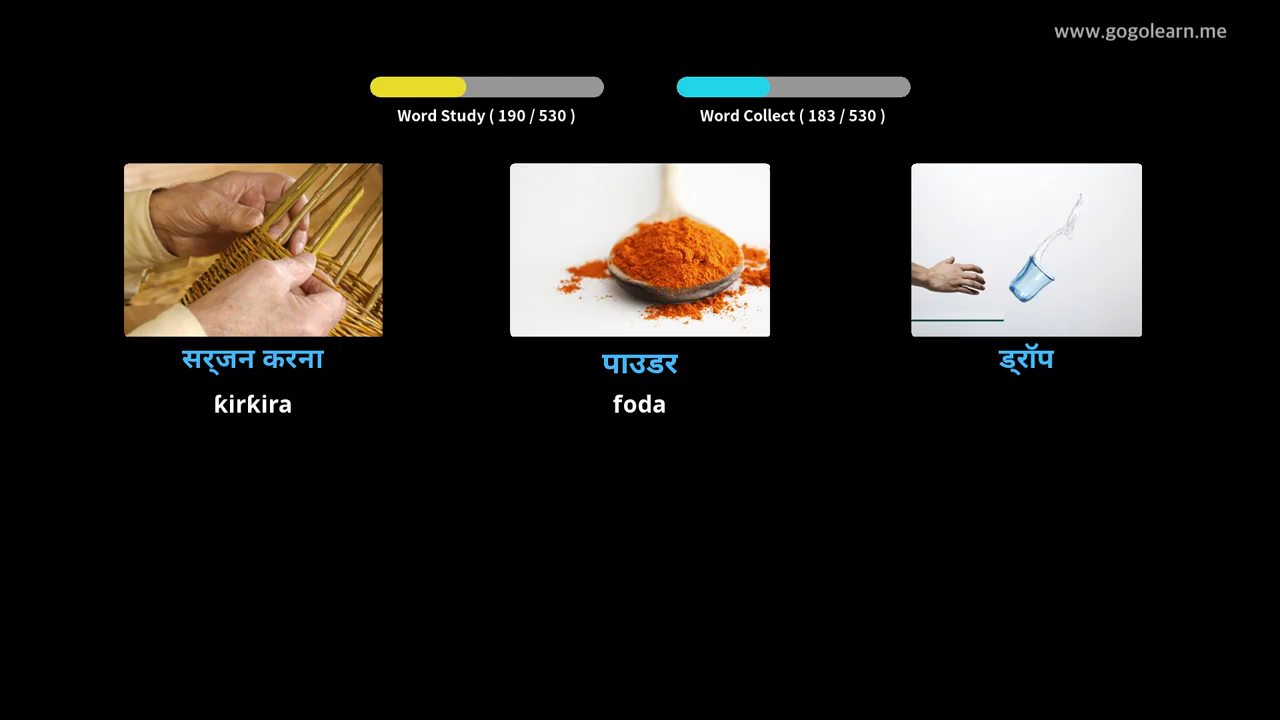 www.gogolearn.me
Word Study ( 190 / 530 )
Word Collect ( 183 / 530 )
सर्जन करना
पाउडर
ड्रॉप
ƙirƙira
foda